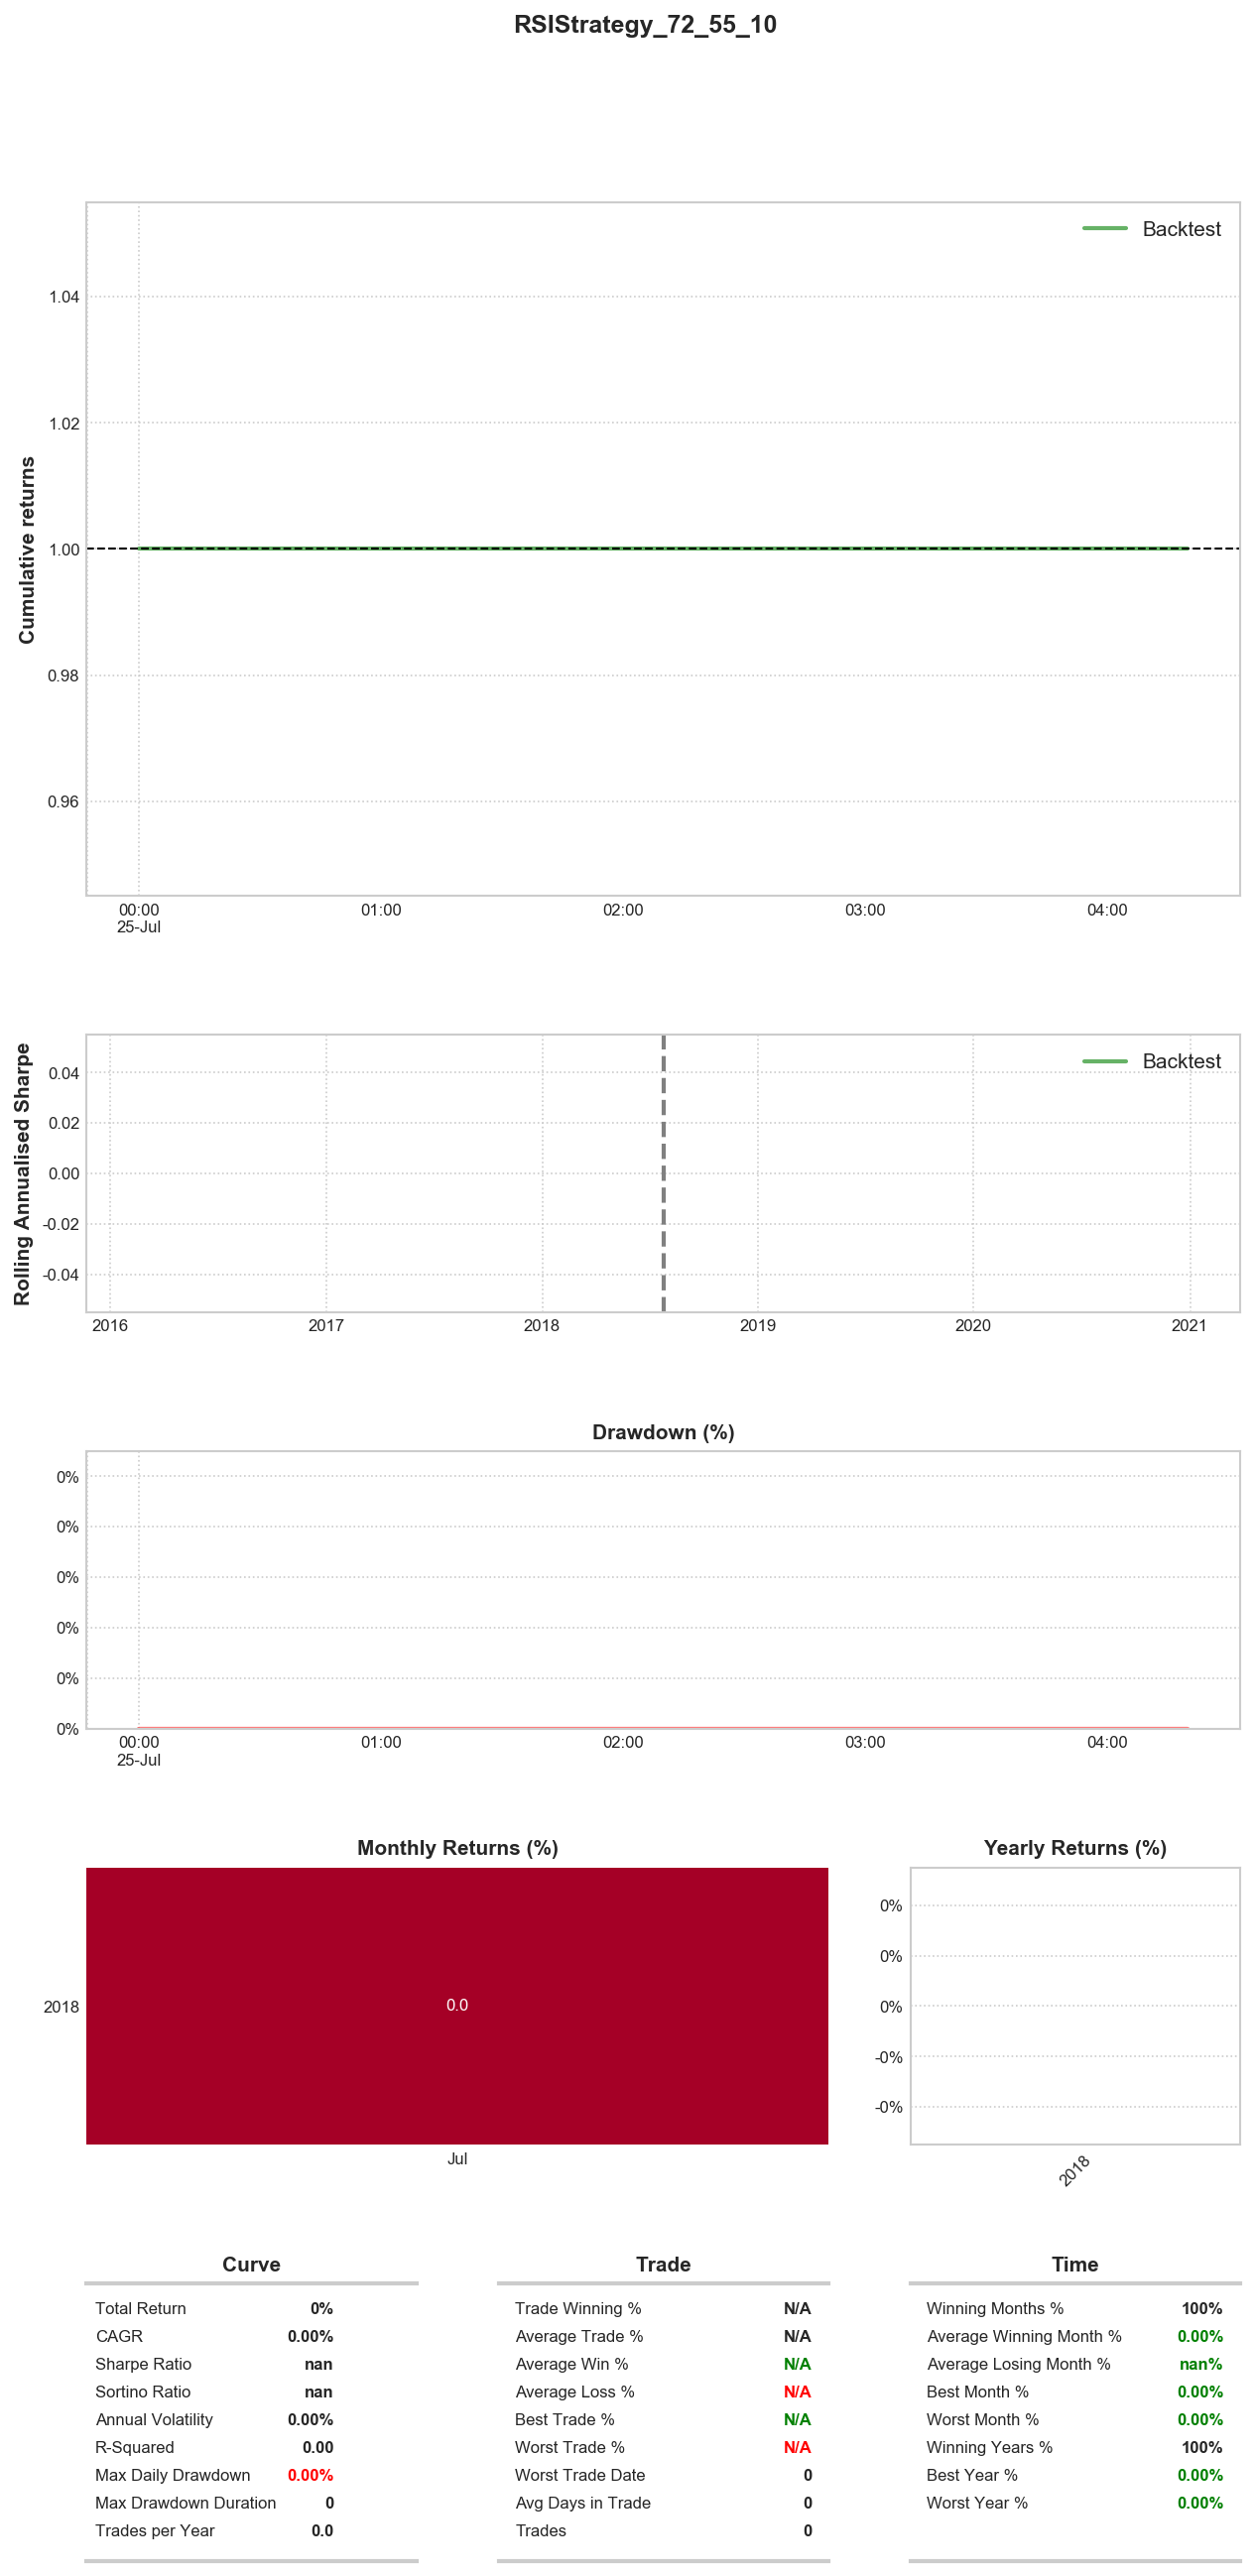 RSIStrategy_72_55_10
Backtest
Cumulative returns
1.04
1.02
1.00
0.98
0.96
00:00 01:00 02:00 03:00 04:00
25-Jul
Backtest
Rolling Annualised Sharpe
0.04
0.02
0.00
-0.02
-0.04
2016 2017 2018 2019 2020 2021
Drawdown (%)
0%
0%
0%
0%
0%
0%
00:00 01:00 02:00 03:00 04:00
25-Jul
Monthly Returns (%)
2018
0.0
Jul
Yearly Returns (%)
0%
0%
0%
-0%
-0%
2018
Curve
Total Return 0%
CAGR 0.00%
Sharpe Ratio nan
Sortino Ratio nan
Annual Volatility 0.00%
R-Squared 0.00
Max Daily Drawdown 0.00%
Max Drawdown Duration 0
Trades per Year 0.0
Trade
Trade Winning % N/A
Average Trade % N/A
Average Win % N/A
Average Loss % N/A
Best Trade % N/A
Worst Trade % N/A
Worst Trade Date 0
Avg Days in Trade 0
Trades 0
Time
Winning Months % 100%
Average Winning Month % 0.00%
Average Losing Month % nan%
Best Month % 0.00%
Worst Month % 0.00%
Winning Years % 100%
Best Year % 0.00%
Worst Year % 0.00%